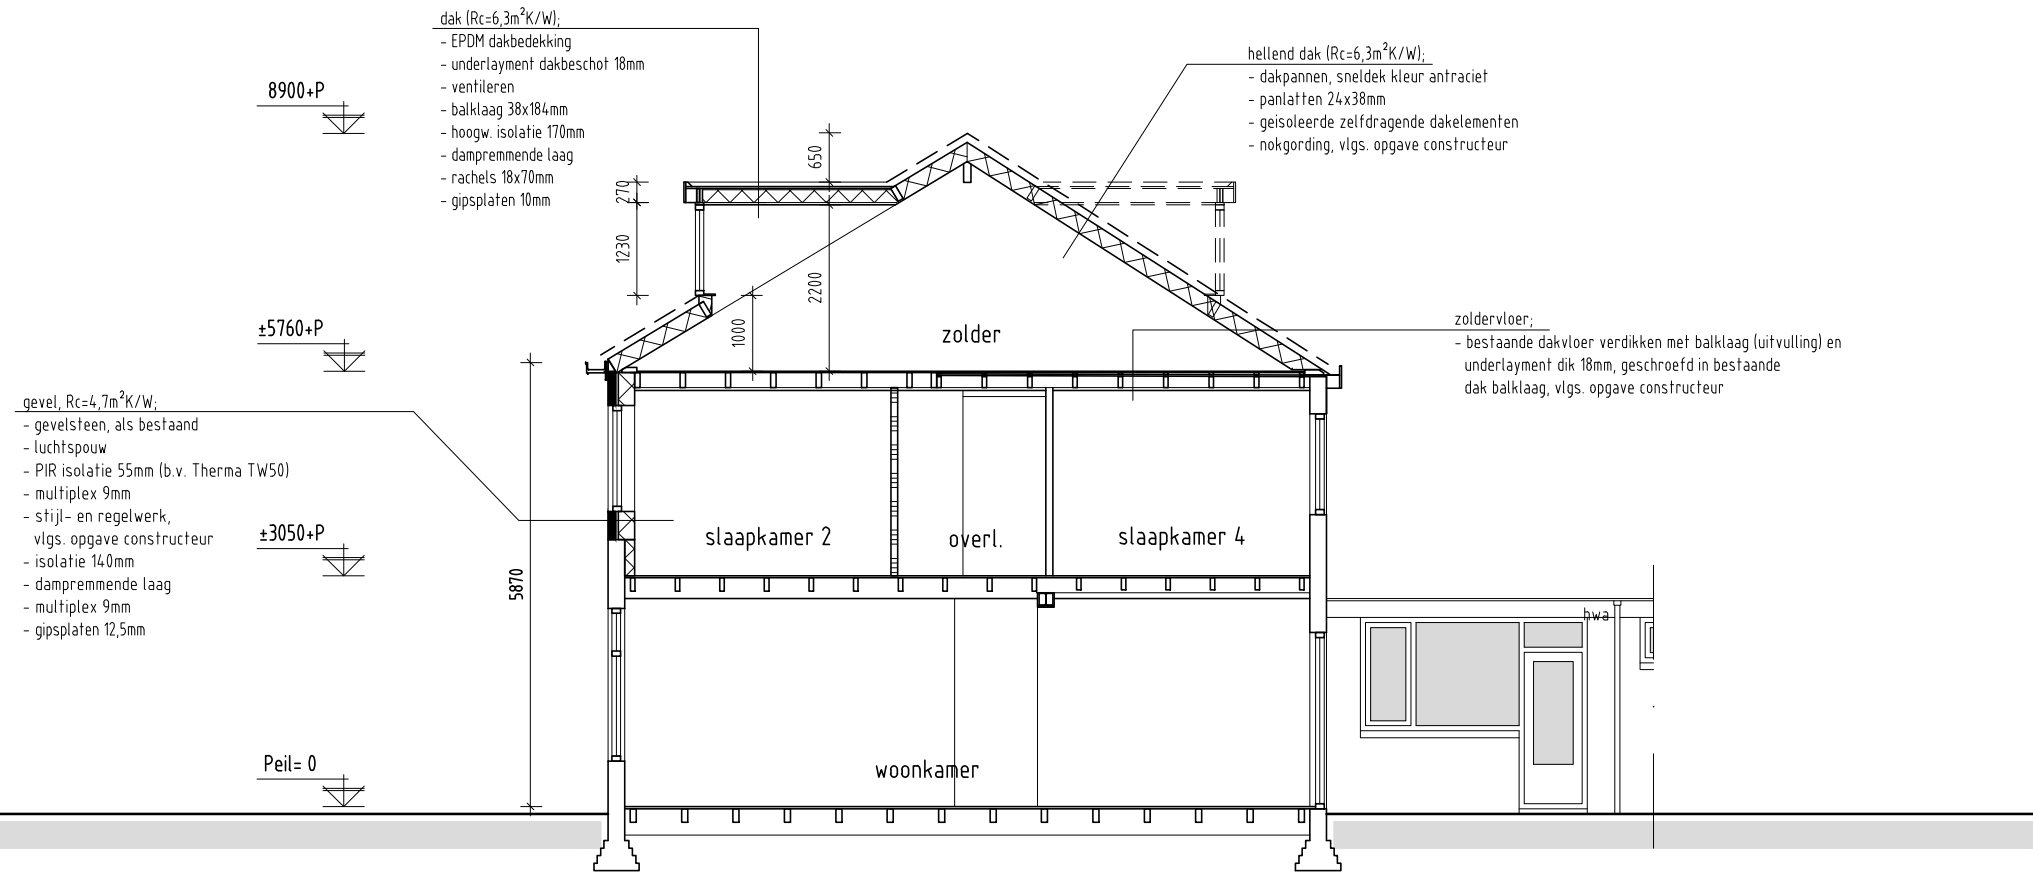 dak (Rc=6,3m²K/W);
- EPDM dakbedekking
- underlayment dakbeschot 18mm
- ventileren
- balklaag 38x184mm
- hoogw. isolatie 170mm
- dampremmende laag
- rachels 18x70mm
- gipsplaten 10mm
hellend dak (Rc=6,3m²K/W);
- dakpannen, sneldek kleur antraciet
- panlatten 24x38mm
- geisoleerde zelfdragende dakelementen
- nokgording, vlgs. opgave constructeur
8900+P
650
270
1230
2200
1000
±5760+P
zolder
zoldervloer;
- bestaande dakvloer verdikken met balklaag (uitvulling) en
underlayment dik 18mm, geschroefd in bestaande
dak balklaag, vlgs. opgave constructeur
gevel, Rc=4,7m²K/W;
- gevelsteen, als bestaand
- luchtspouw
- PIR isolatie 55mm (b.v. Therma TW50)
- multiplex 9mm
- stijl- en regelwerk,
vlgs. opgave constructeur
- isolatie 140mm
- dampremmende laag
- multiplex 9mm
- gipsplaten 12,5mm
±3050+P
5870
slaapkamer 2
overl.
slaapkamer 4
hwa
woonkamer
Peil= 0